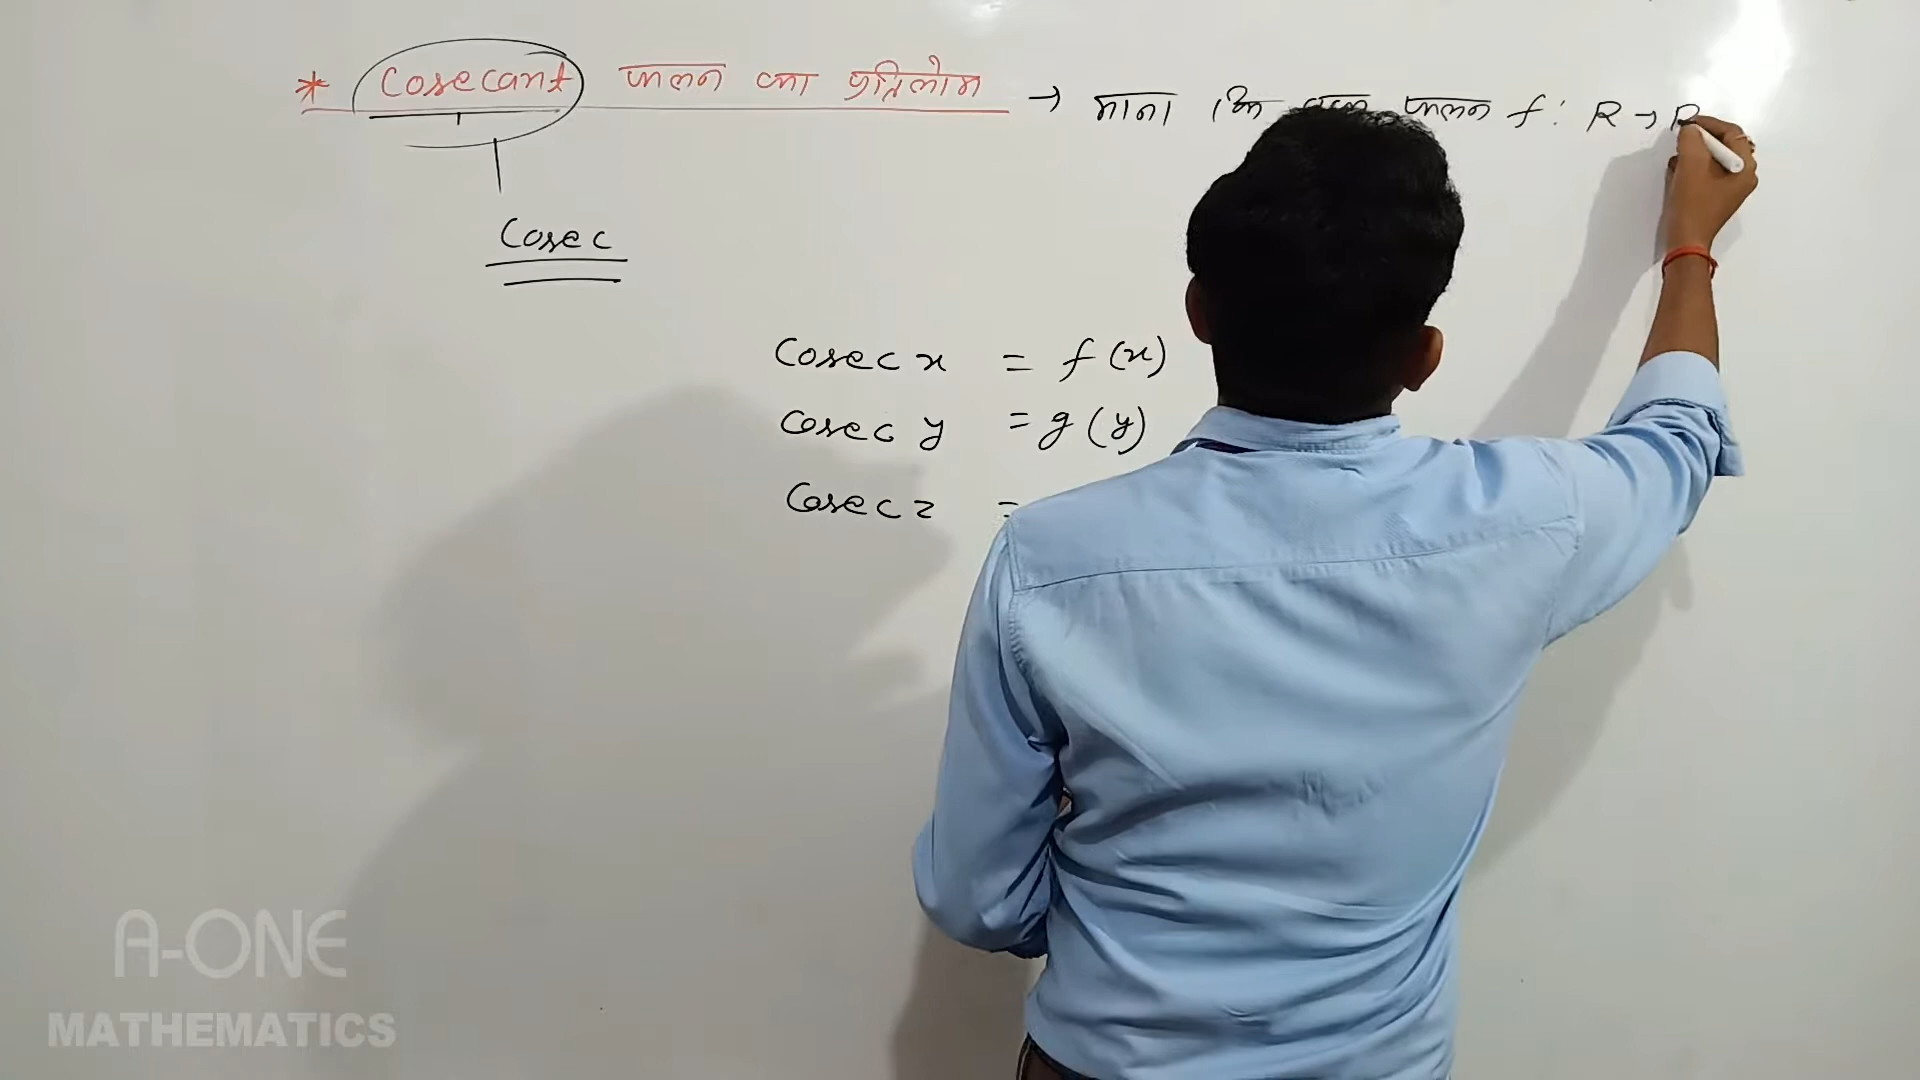 * Cosecant फलन का प्रतिलोम → माना कि एक फलन f: R → R
Cosec
Cosec x = f(x)
Cosec y = g(y)
Cosec z =
A-ONE
MATHEMATICS